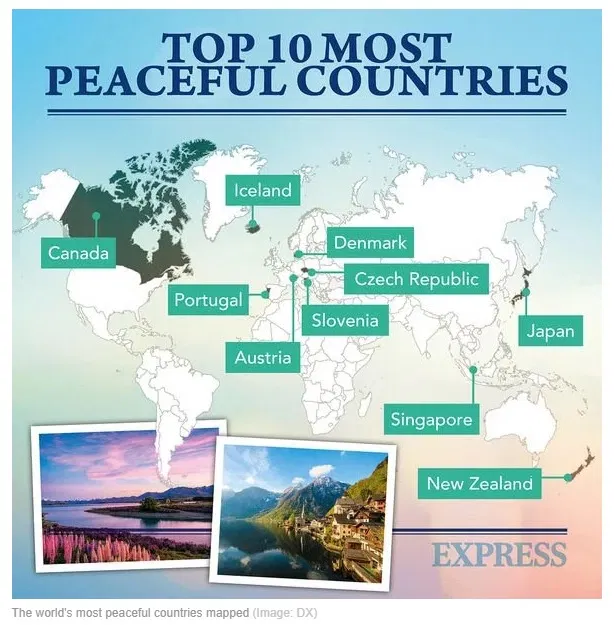 TOP 10 MOST
PEACEFUL COUNTRIES
Iceland
Denmark
Canada
Czech Republic
Portugal
Slovenia
Japan
Austria
Singapore
New Zealand
EXPRESS
The world's most peaceful countries mapped (Image: DX)